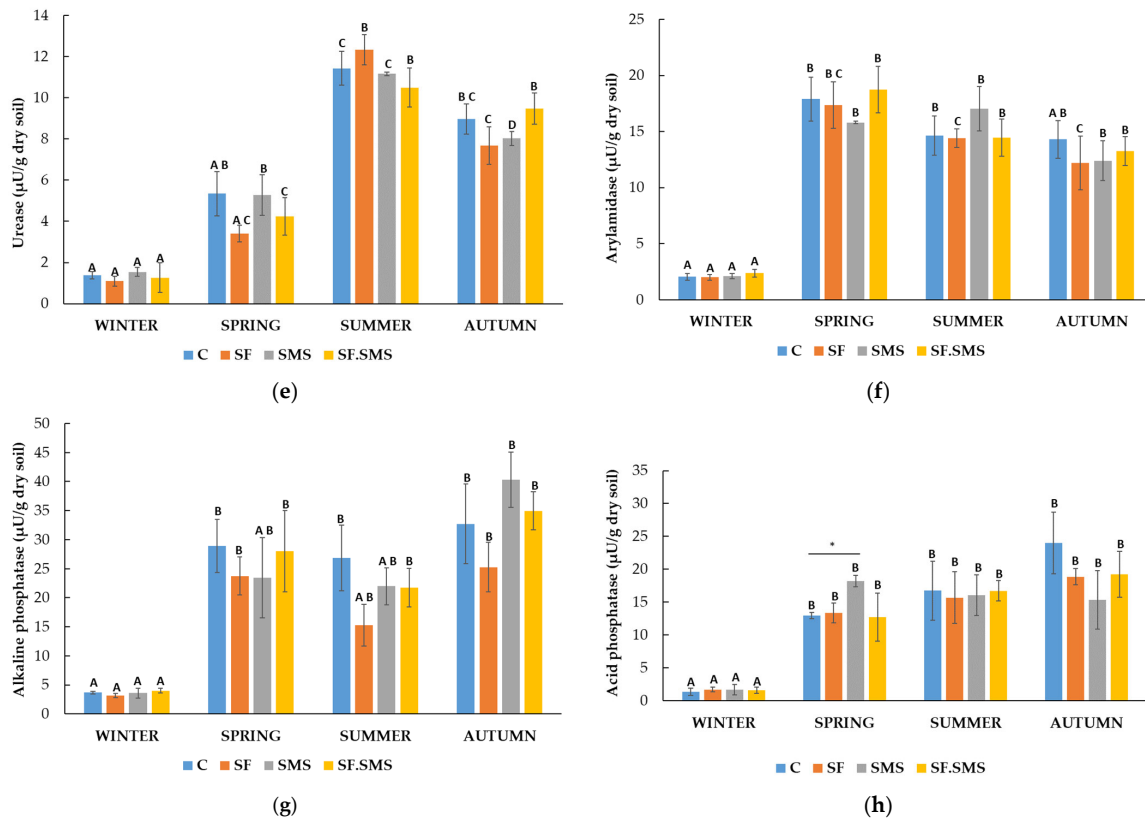 Urease (µU/g dry soil)
14
12
10
8
6
4
2
0
A A A A
A B A C B C
C B C B
B C C D B
WINTER SPRING SUMMER AUTUMN
C SF SMS SF.SMS
(e)
Arylamidase (µU/g dry soil)
25
20
15
10
5
0
A A A A
B B C B B
B C B B
A B C B B
WINTER SPRING SUMMER AUTUMN
C SF SMS SF.SMS
(f)
Alkaline phosphatase (µU/g dry soil)
50
45
40
35
30
25
20
15
10
5
0
A A A A
B B A B B
B A B A B B
B B B B
WINTER SPRING SUMMER AUTUMN
C SF SMS SF.SMS
(g)
Acid phosphatase (µU/g dry soil)
35
30
25
20
15
10
5
0
A A A A
*
B B B B
B B B B
B B B B
WINTER SPRING SUMMER AUTUMN
C SF SMS SF.SMS
(h)